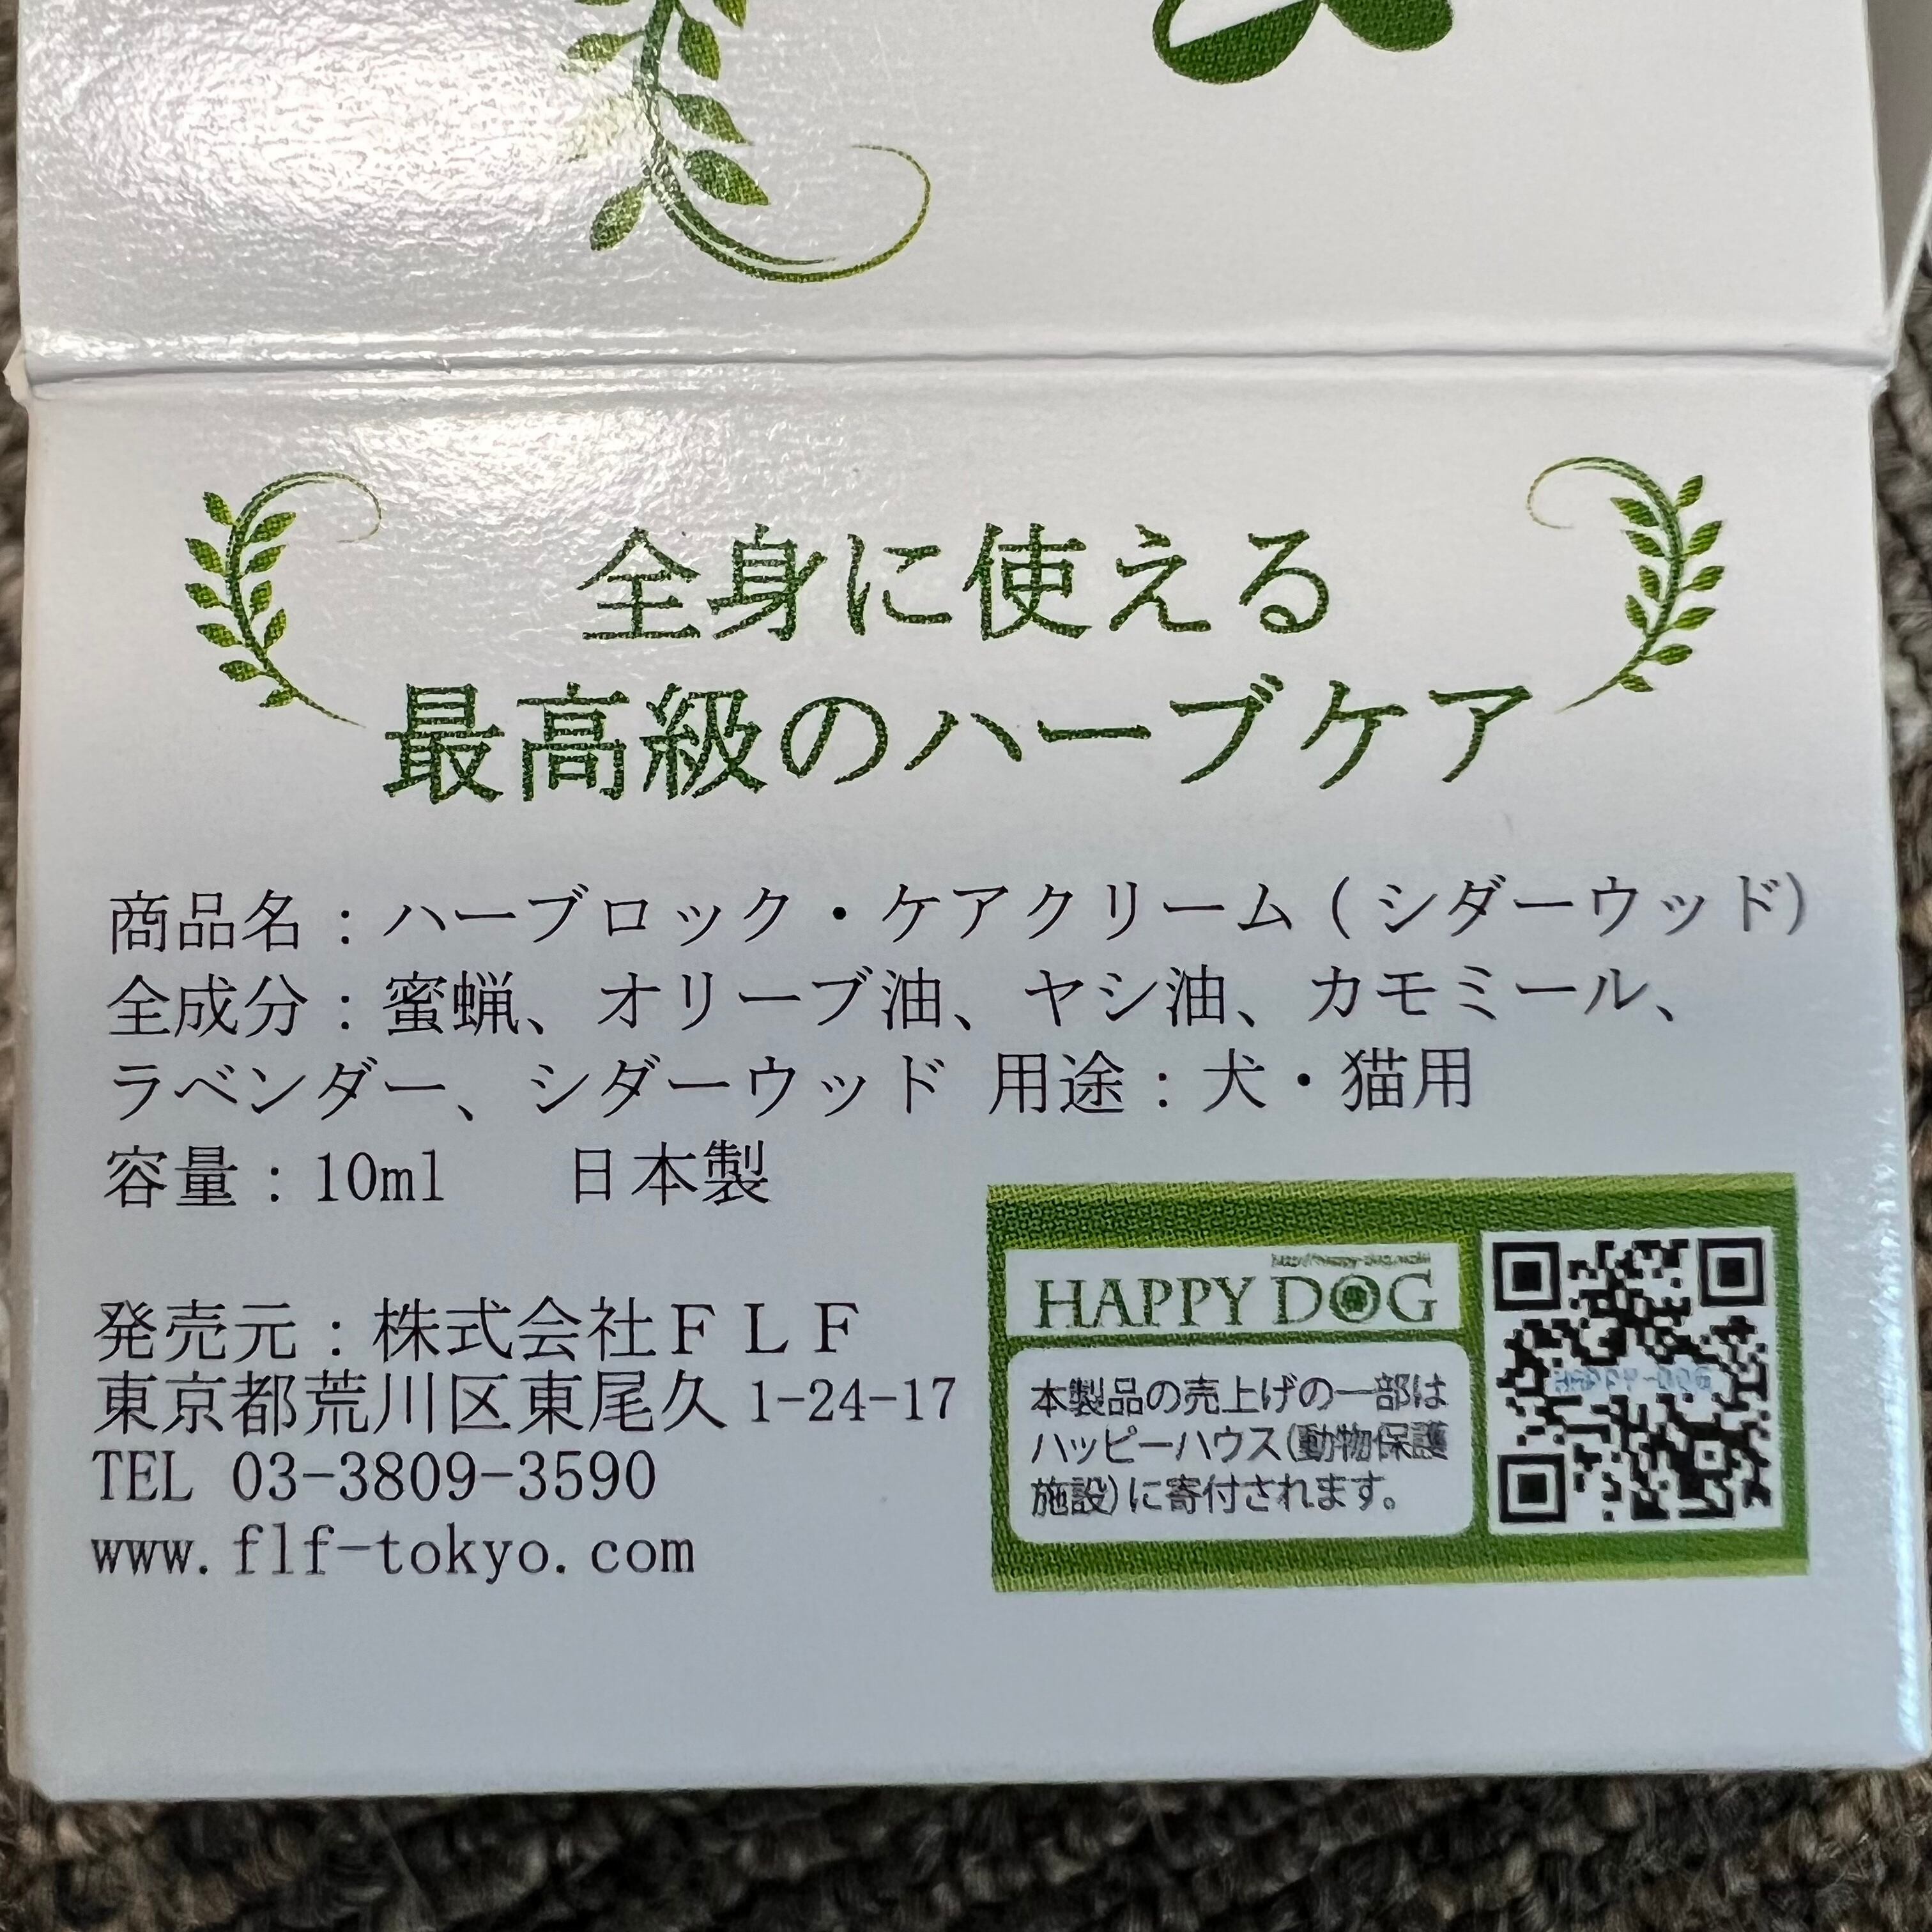 全身に使える
最高級のハーブケア
商品名：ハーブロック・ケアクリーム（シダーウッド）
全成分：蜜蝋、オリーブ油、ヤシ油、カモミール、
ラベンダー、シダーウッド 用途：犬・猫用
容量：10ml 日本製
発売元：株式会社ＦＬＦ
東京都荒川区東尾久 1-24-17
TEL 03-3809-3590
www.flf-tokyo.com
HAPPY DOG
本製品の売上げの一部は
ハッピーハウス(動物保護
施設)に寄付されます。